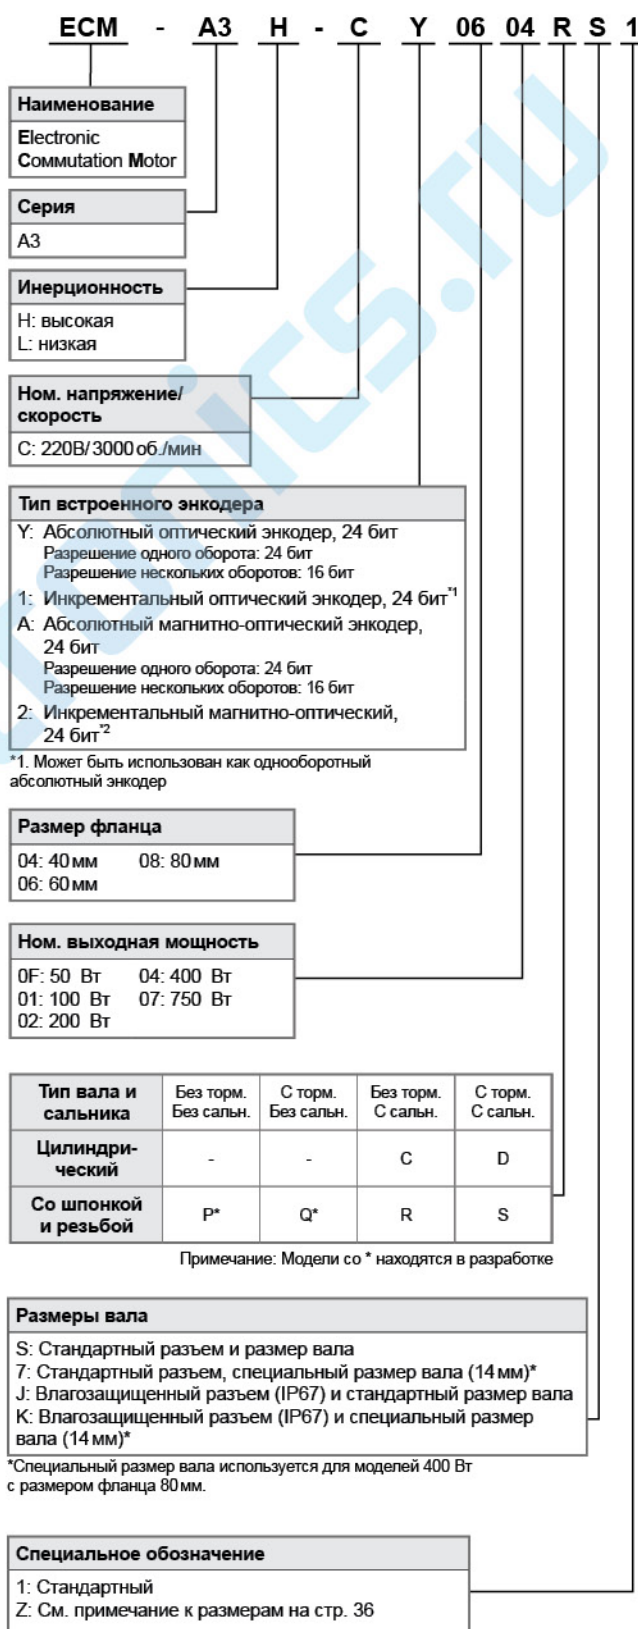 ECM - A3 H - C Y 06 04 R S 1
Наименование
Electronic
Commutation Motor
Серия
A3
Инерционность
H: высокая
L: низкая
Ном. напряжение/
скорость
C: 220В/3000 об./мин
Тип встроенного энкодера
Y: Абсолютный оптический энкодер, 24 бит
Разрешение одного оборота: 24 бит
Разрешение нескольких оборотов: 16 бит
1: Инкрементальный оптический энкодер, 24 бит*1
A: Абсолютный магнитно-оптический энкодер,
24 бит
Разрешение одного оборота: 24 бит
Разрешение нескольких оборотов: 16 бит
2: Инкрементальный магнитно-оптический,
24 бит*2
*1. Может быть использован как однооборотный
абсолютный энкодер
Размер фланца
04: 40 мм 08: 80 мм
06: 60 мм
Ном. выходная мощность
0F: 50 Вт 04: 400 Вт
01: 100 Вт 07: 750 Вт
02: 200 Вт
Тип вала и
сальника
Без торм.
Без сальн.
С торм.
Без сальн.
Без торм.
С сальн.
С торм.
С сальн.
Цилиндри-
ческий
- - C D
Со шпонкой
и резьбой
P* Q* R S
Примечание: Модели со * находятся в разработке
Размеры вала
S: Стандартный разъем и размер вала
7: Стандартный разъем, специальный размер вала (14 мм)*
J: Влагозащищенный разъем (IP67) и стандартный размер вала
K: Влагозащищенный разъем (IP67) и специальный размер
вала (14 мм)*
*Специальный размер вала используется для моделей 400 Вт
с размером фланца 80 мм.
Специальное обозначение
1: Стандартный
Z: См. примечание к размерам на стр. 36
tronics.ru